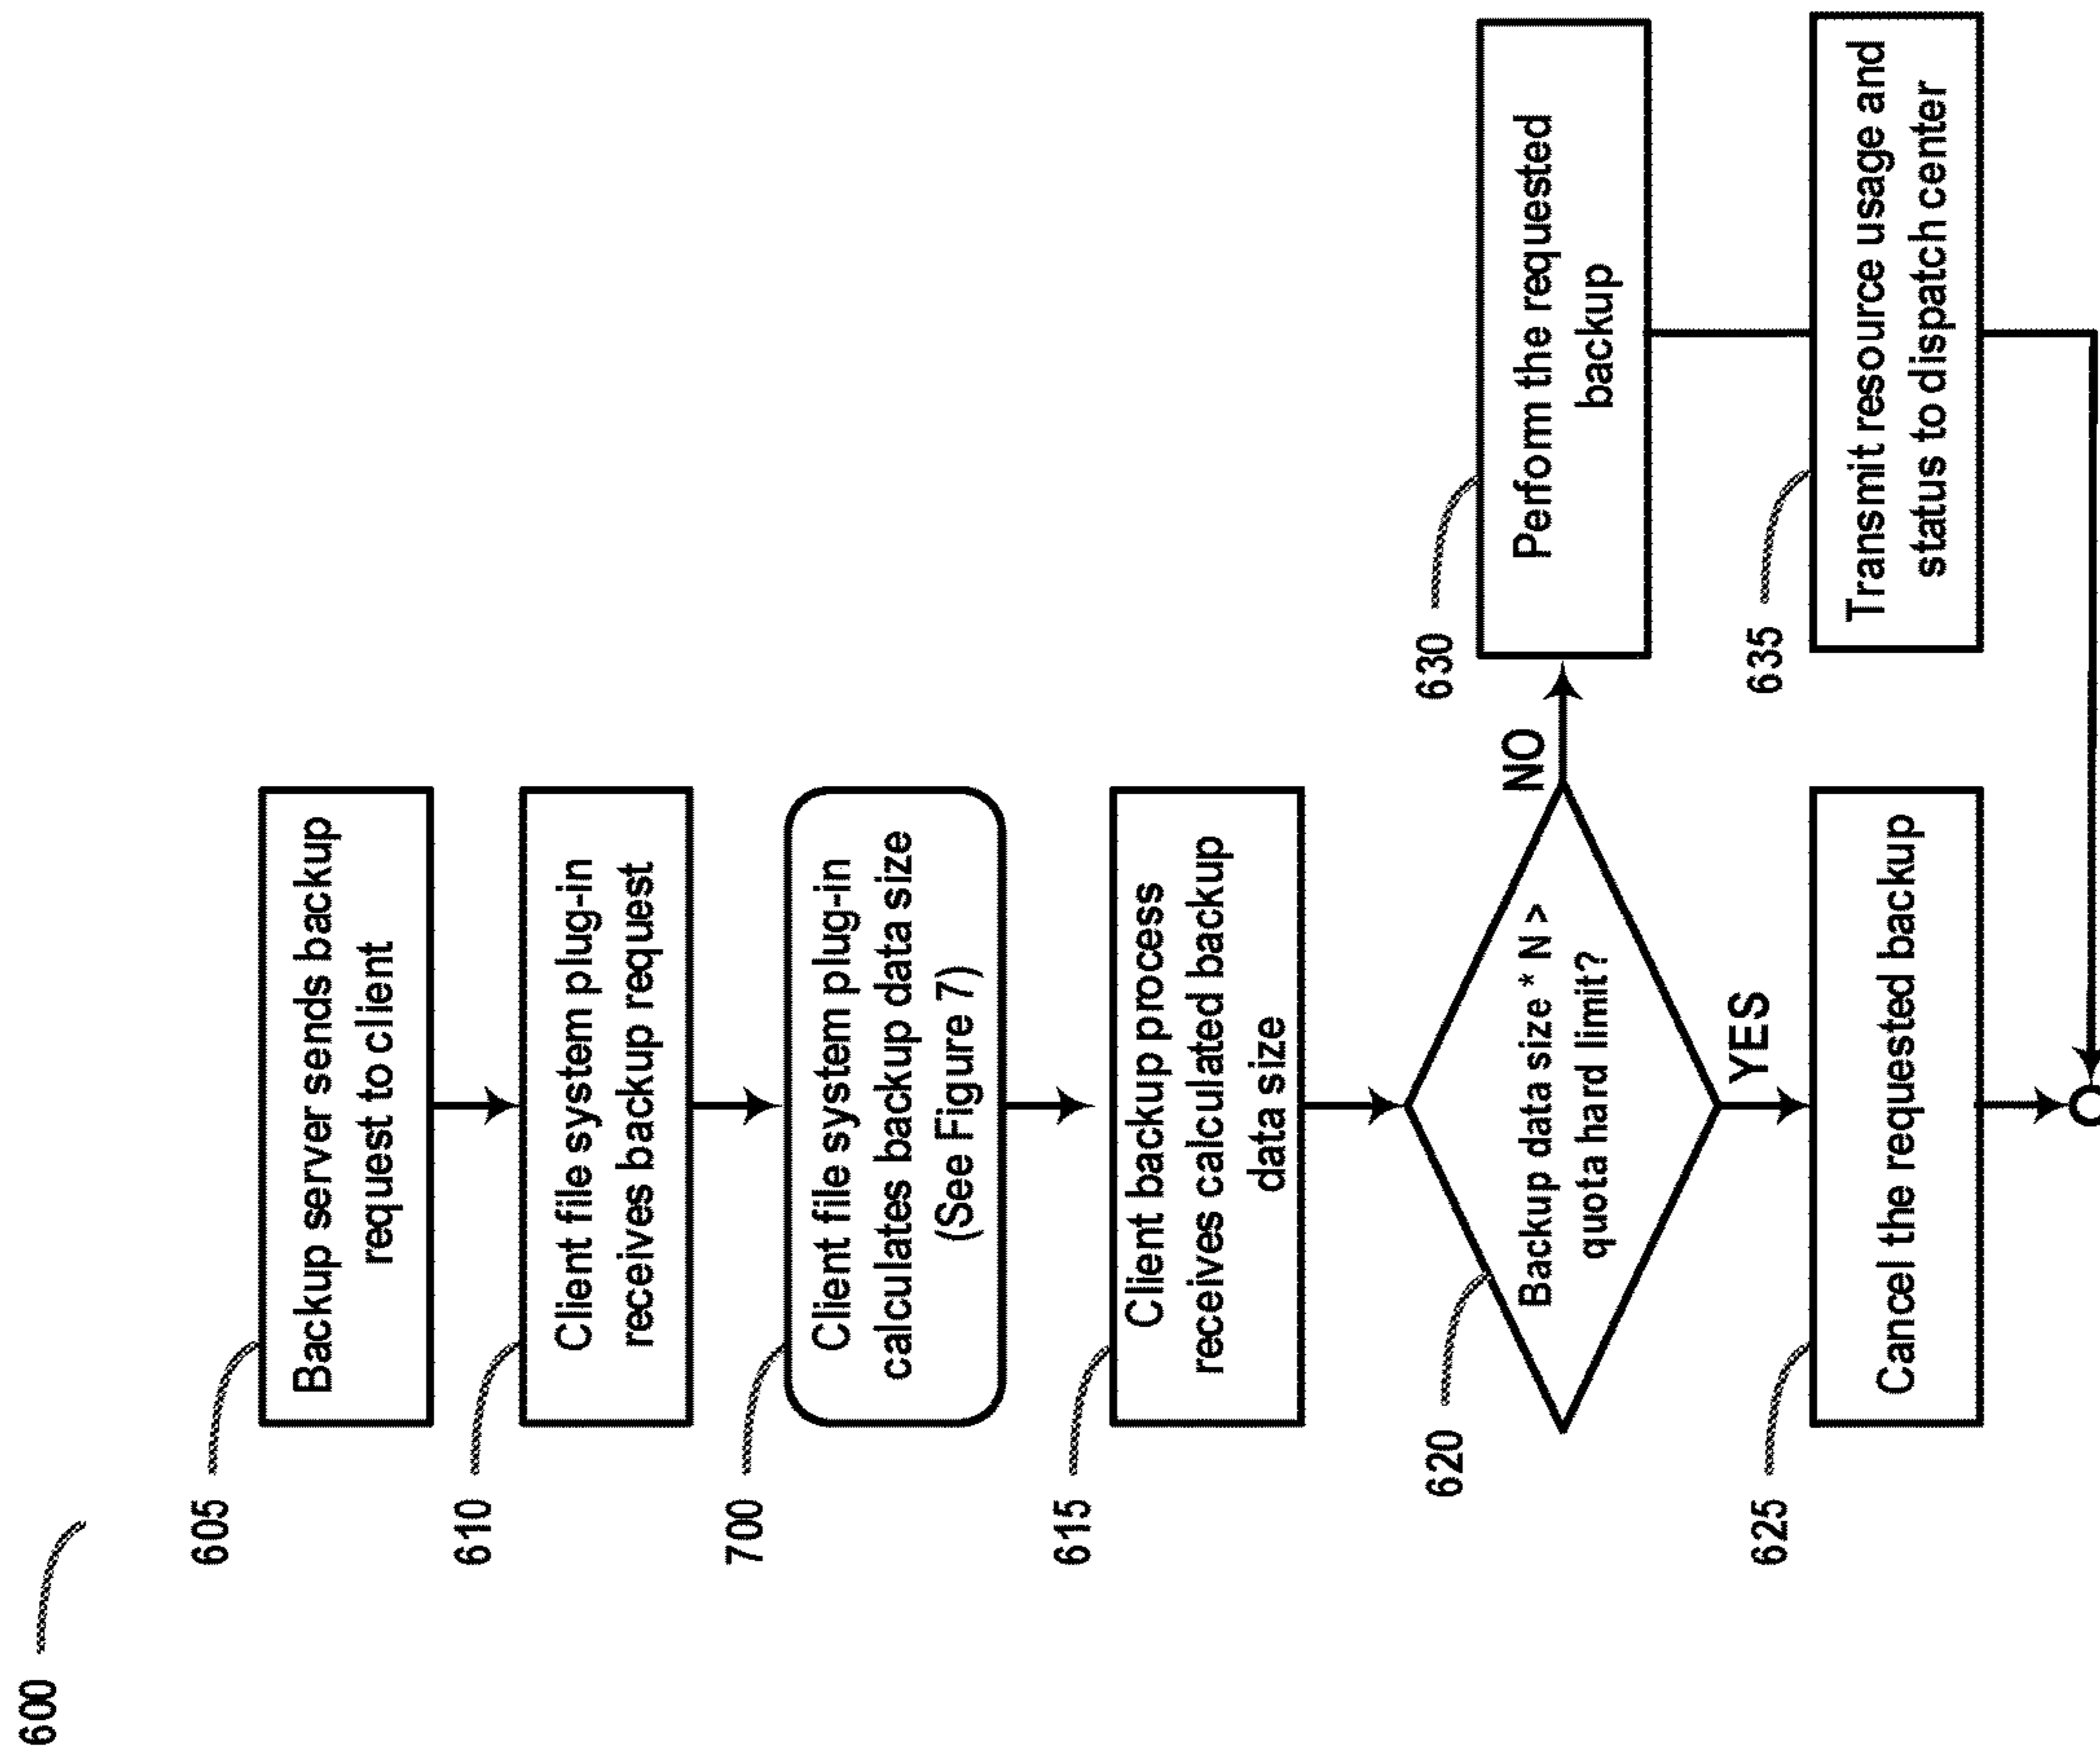 600
605
Backup server sends backup
request to client
610
Client file system plug-in
receives backup request
700
Client file system plug-in
calculates backup data size
(See Figure 7)
615
Client backup process
receives calculated backup
data size
620
Backup data size * N >
quota hard limit?
NO
YES
630
Perform the requested
backup
625
Cancel the requested backup
635
Transmit resource usage and
status to dispatch center